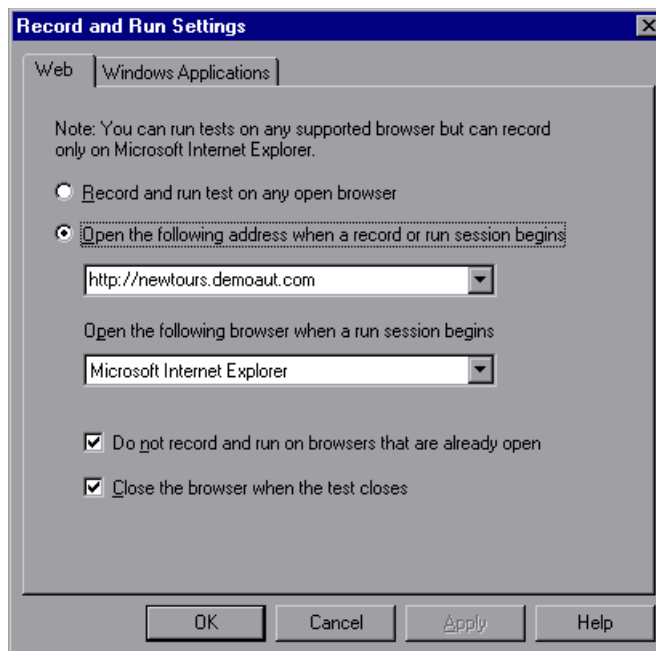 Record and Run Settings
Web
Windows Applications
Note: You can run tests on any supported browser but can record
only on Microsoft Internet Explorer.
Record and run test on any open browser
Open the following address when a record or run session begins
http://newtours.demoaut.com
Open the following browser when a run session begins
Microsoft Internet Explorer
Do not record and run on browsers that are already open
Close the browser when the test closes
OK
Cancel
Apply
Help